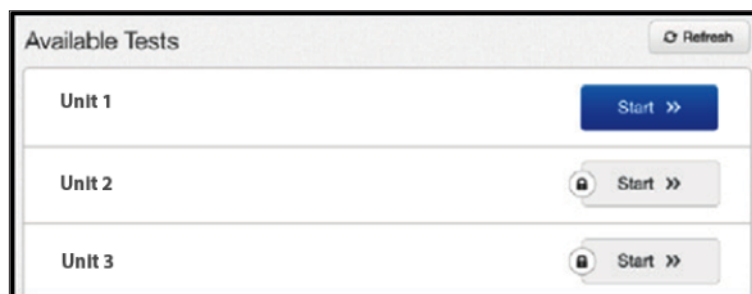 Available Tests Refresh
Unit 1 Start »
Unit 2 Start »
Unit 3 Start »